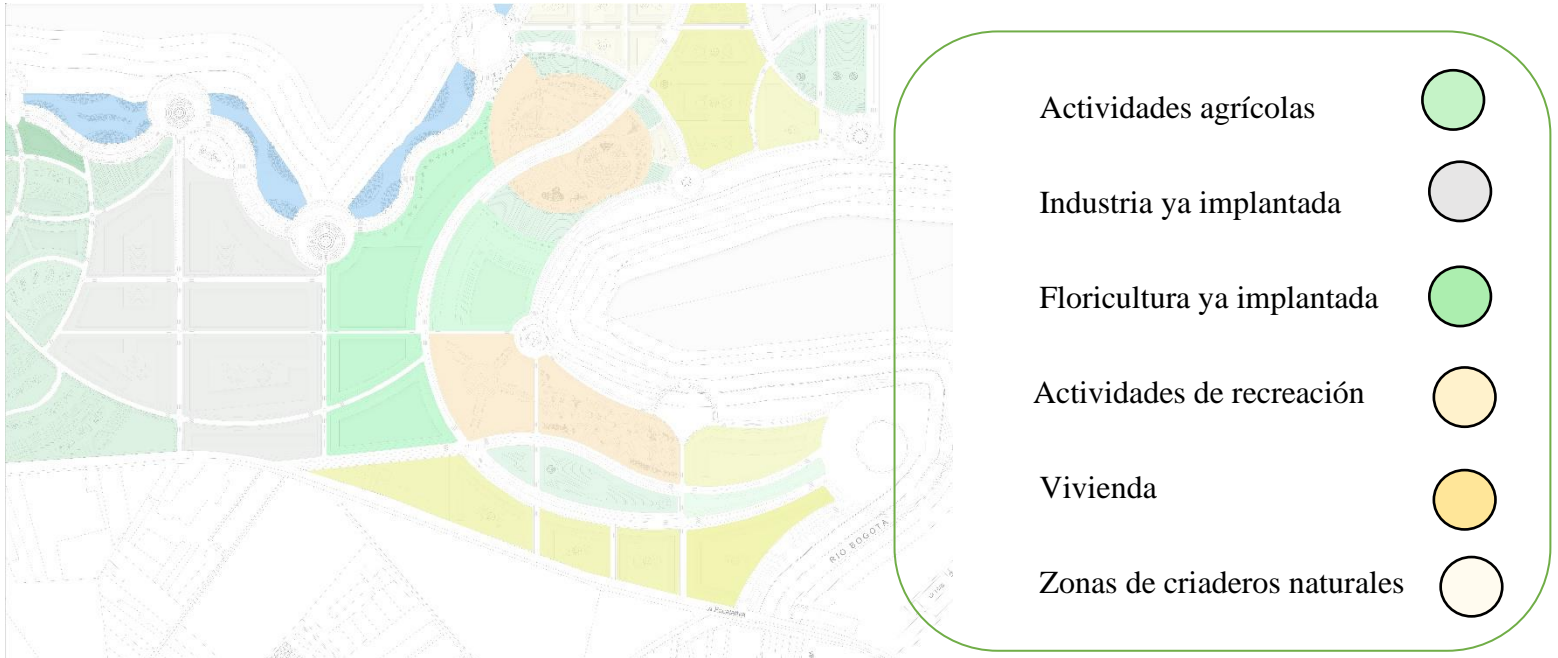 Actividades agrícolas
Industria ya implantada
Floricultura ya implantada
Actividades de recreación
Vivienda
Zonas de criaderos naturales
RIO BOGOTA